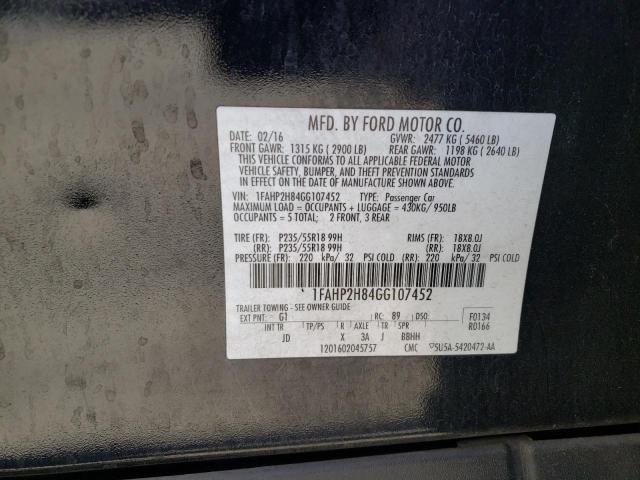 MFD. BY FORD MOTOR CO.
DATE: 02/16 GVWR: 2477 KG ( 5460 LB)
FRONT GAWR: 1315 KG ( 2900 LB) REAR GAWR: 1198 KG ( 2640 LB)
THIS VEHICLE CONFORMS TO ALL APPLICABLE FEDERAL MOTOR
VEHICLE SAFETY, BUMPER, AND THEFT PREVENTION STANDARDS
IN EFFECT ON THE DATE OF MANUFACTURE SHOWN ABOVE.
VIN: 1FAHP2H84GG107452 TYPE: Passenger Car
MAXIMUM LOAD = OCCUPANTS + LUGGAGE = 430KG/ 950LB
OCCUPANTS = 5 TOTAL: 2 FRONT, 3 REAR
TIRE (FR): P235/55R18 99H RIMS (FR): 18X8.0J
(RR): P235/55R18 99H (RR): 18X8.0J
PRESSURE (FR): 220 kPa/ 32 PSI COLD (RR): 220 kPa/ 32 PSI COLD
1FAHP2H84GG107452
TRAILER TOWING - SEE OWNER GUIDE
EXT PNT: G1 RC: 89 DSO: F0134
INT TR TP/PS R AXLE TR SPR R0166
JD X 3A J BBHH
1201602045757 CMC ▽SU5A-5420472-AA